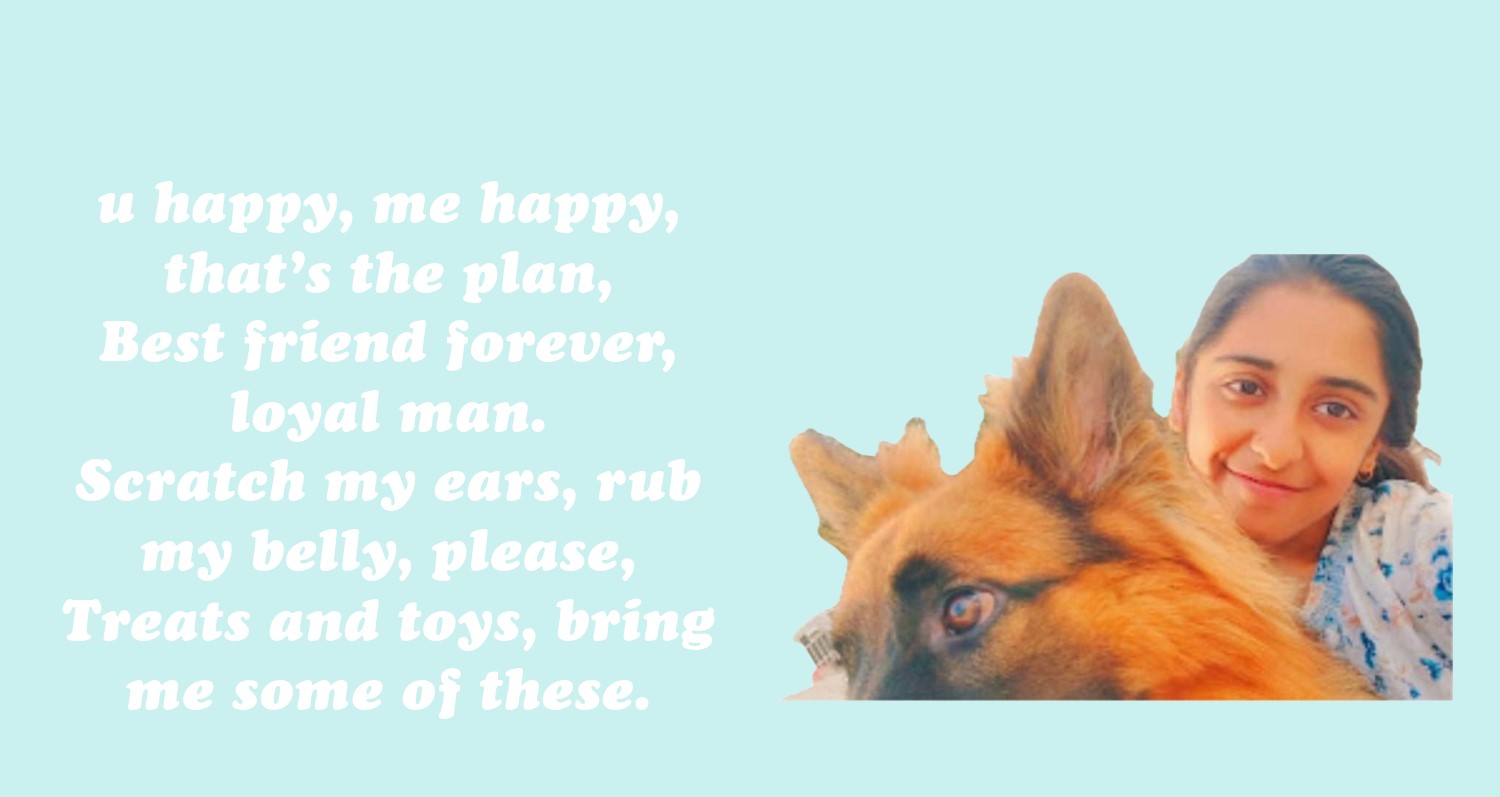 u happy, me happy,
that’s the plan,
Best friend forever,
loyal man.
Scratch my ears, rub
my belly, please,
Treats and toys, bring
me some of these.